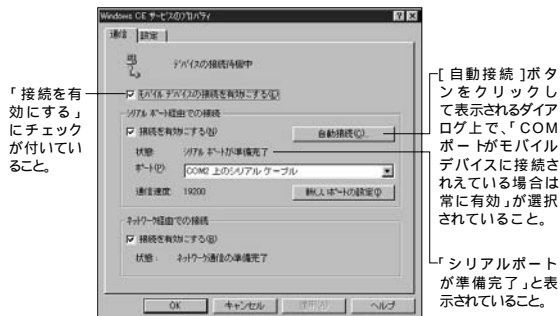 Windows CE サービスのプロパティ
通信 設定
デバイスの接続待機中
モバイル デバイスの接続を有効にする(E)
シリアル ポート経由での接続
接続を有効にする(N)
自動接続(C)...
状態: シリアル ポートが準備完了
ポート(P): COM2 上のシリアル ケーブル
通信速度: 19200
新しいポートの設定(I)
ネットワーク経由での接続
接続を有効にする(B)
状態: ネットワーク通信の準備完了
OK キャンセル 適用(A) ヘルプ
「接続を有
効にする」
にチェック
が付いてい
ること。
[自動接続]ボタ
ンをクリックし
て表示されるダイア
ログ上で、「COM
ポートがモバイル
デバイスに接続さ
れえている場合は
常に有効」が選択
されていること。
「シリアルポート
が準備完了」と表
示されていること。